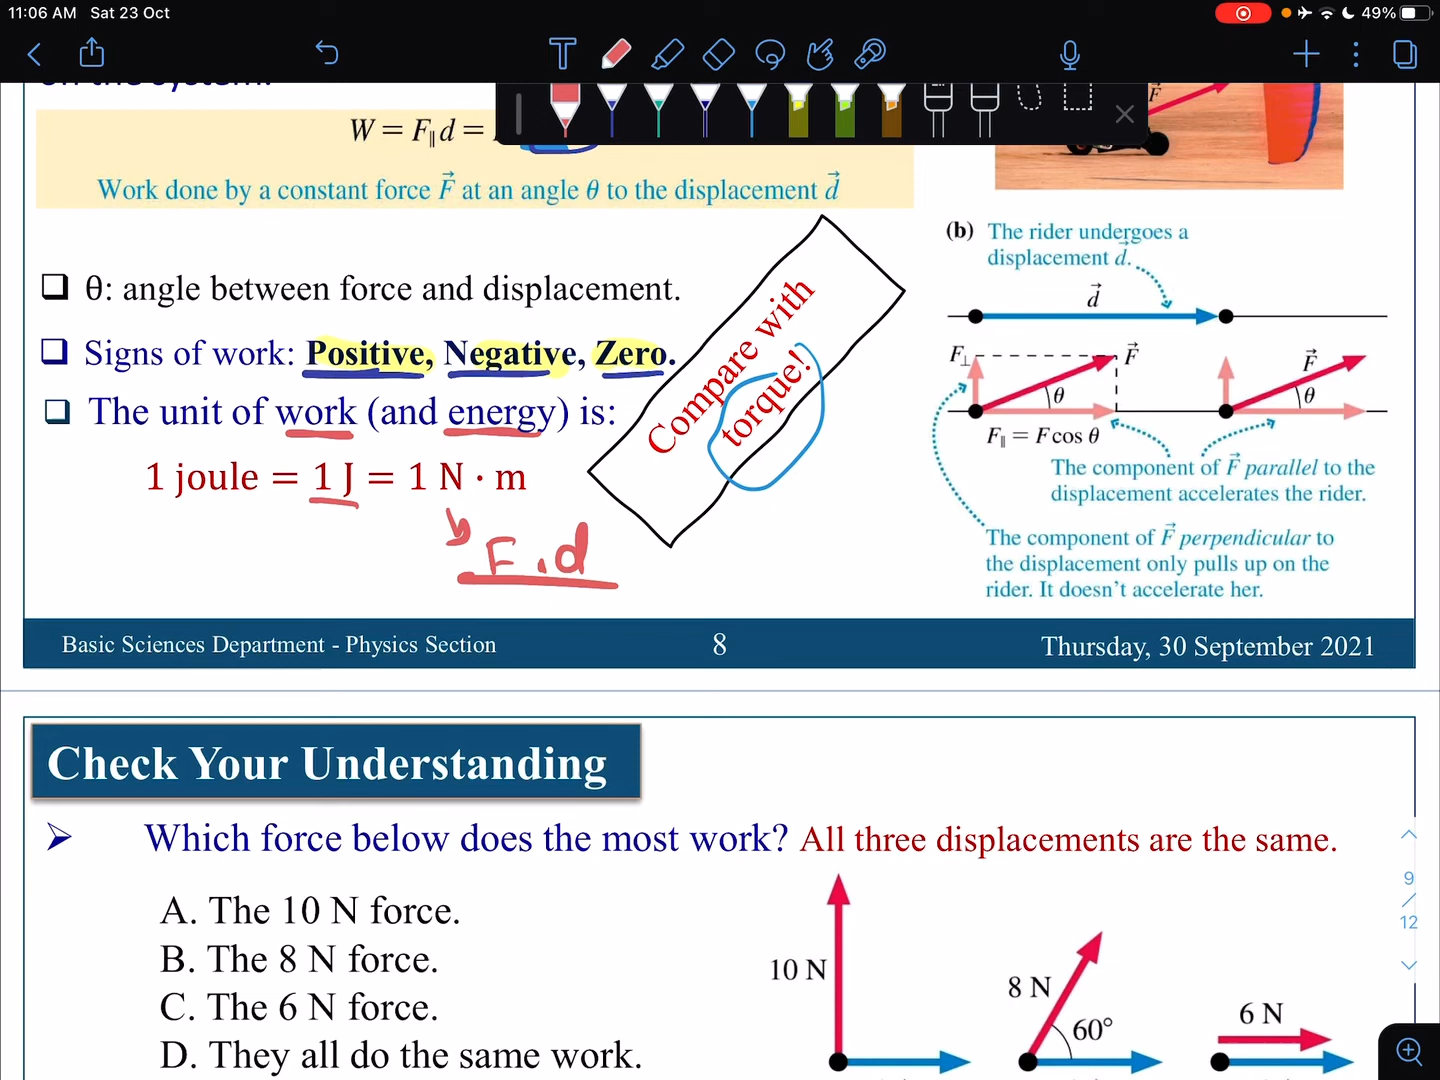 11:06 AM Sat 23 Oct
49%
W = F∥d =
Work done by a constant force F⃗ at an angle θ to the displacement d⃗
F⃗
❑ θ: angle between force and displacement.
❑ Signs of work: Positive, Negative, Zero.
❑ The unit of work (and energy) is:
1 joule = 1 J = 1 N · m
F . d
Compare with
torque!
(b) The rider undergoes a
displacement d⃗.
d⃗
F⊥ F⃗ F⃗
θ θ
F∥ = F cos θ
The component of F⃗ parallel to the
displacement accelerates the rider.
The component of F⃗ perpendicular to
the displacement only pulls up on the
rider. It doesn't accelerate her.
Basic Sciences Department - Physics Section 8 Thursday, 30 September 2021
Check Your Understanding
➢ Which force below does the most work? All three displacements are the same.
A. The 10 N force.
B. The 8 N force.
C. The 6 N force.
D. They all do the same work.
10 N
8 N
60°
6 N
9
/
12